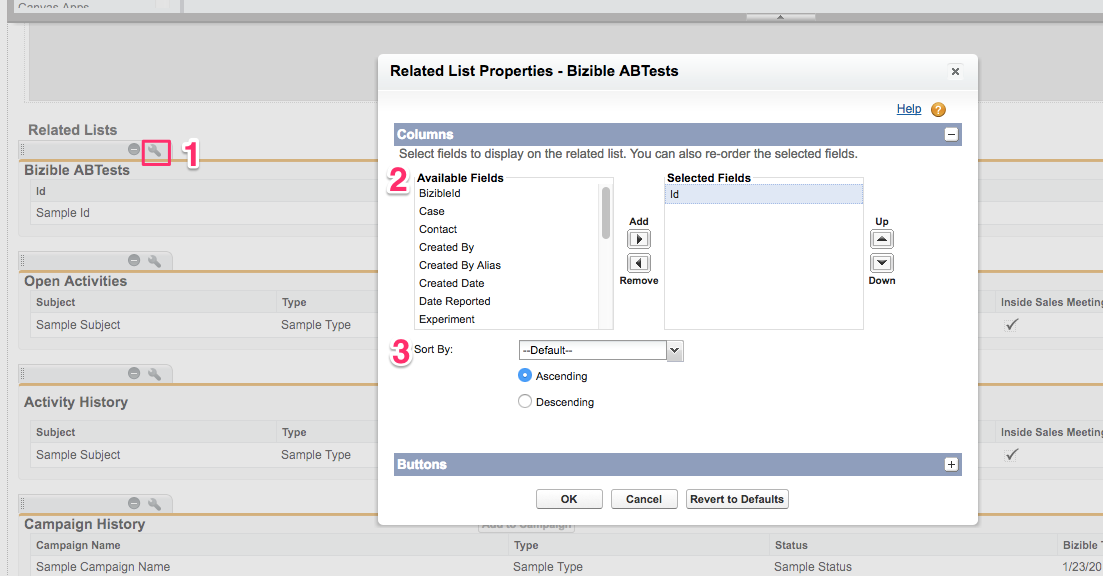 Canvas Apps
Related List Properties - Bizible ABTests
Help ?
Columns
Select fields to display on the related list. You can also re-order the selected fields.
2 Available Fields
BizibleId
Case
Contact
Created By
Created By Alias
Created Date
Date Reported
Experiment
Add
Remove
Selected Fields
Id
Up
Down
3 Sort By:
--Default--
Ascending
Descending
Buttons
OK Cancel Revert to Defaults
Related Lists
1
Bizible ABTests
Id
Sample Id
Open Activities
Subject Type Inside Sales Meeting
Sample Subject Sample Type
Activity History
Subject Type Inside Sales Meeting
Sample Subject Sample Type
Campaign History
Add to Campaign
Campaign Name Type Status Bizible T
Sample Campaign Name Sample Type Sample Status 1/23/20